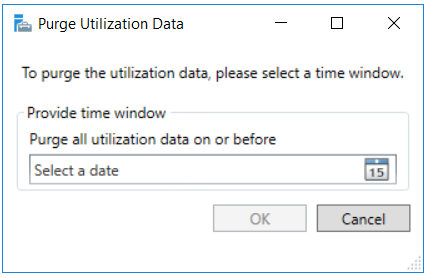 Purge Utilization Data
To purge the utilization data, please select a time window.
Provide time window
Purge all utilization data on or before
Select a date
15
OK
Cancel